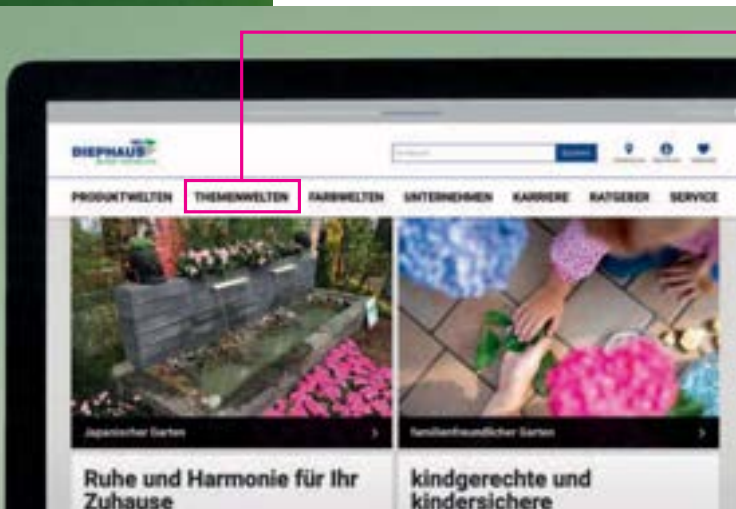 DIEPHAUS
PRODUKTWELTEN THEMENWELTEN FARBWELTEN UNTERNEHMEN KARRIERE RATGEBER SERVICE
Japanischer Garten
familienfreundlicher Garten
Ruhe und Harmonie für Ihr
Zuhause
kindgerechte und
kindersichere